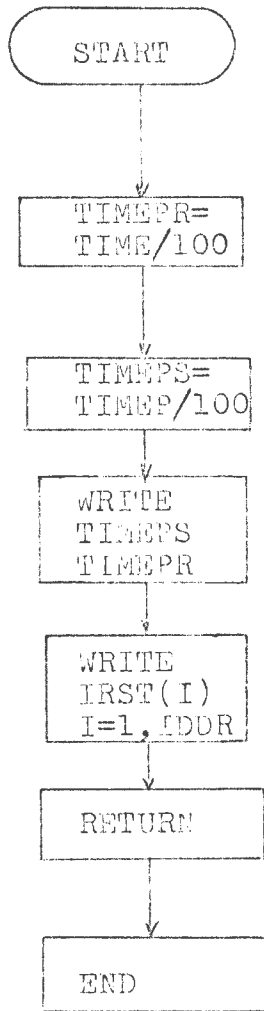 START
TIMEPR=
TIME/100
TIMEPS=
TIMEP/100
WRITE
TIMEPS
TIMEPR
WRITE
IRST(I)
I=1,IDDR
RETURN
END